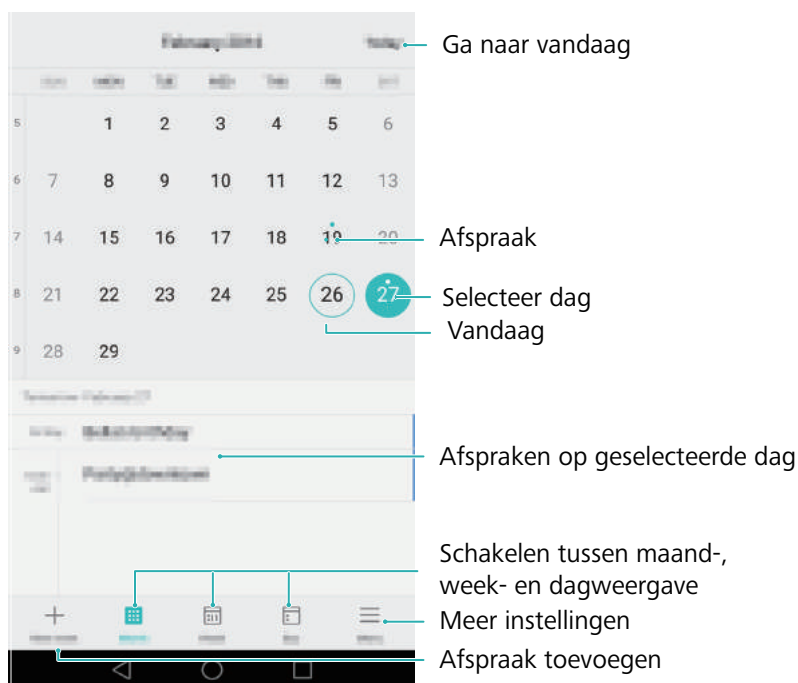 Ga naar vandaag
5 1 2 3 4 5 6
6 7 8 9 10 11 12 13
7 14 15 16 17 18 19 20
Afspraak
8 21 22 23 24 25 26 27
Selecteer dag
Vandaag
9 28 29
Afspraken op geselecteerde dag
Schakelen tussen maand-,
week- en dagweergave
Meer instellingen
Afspraak toevoegen